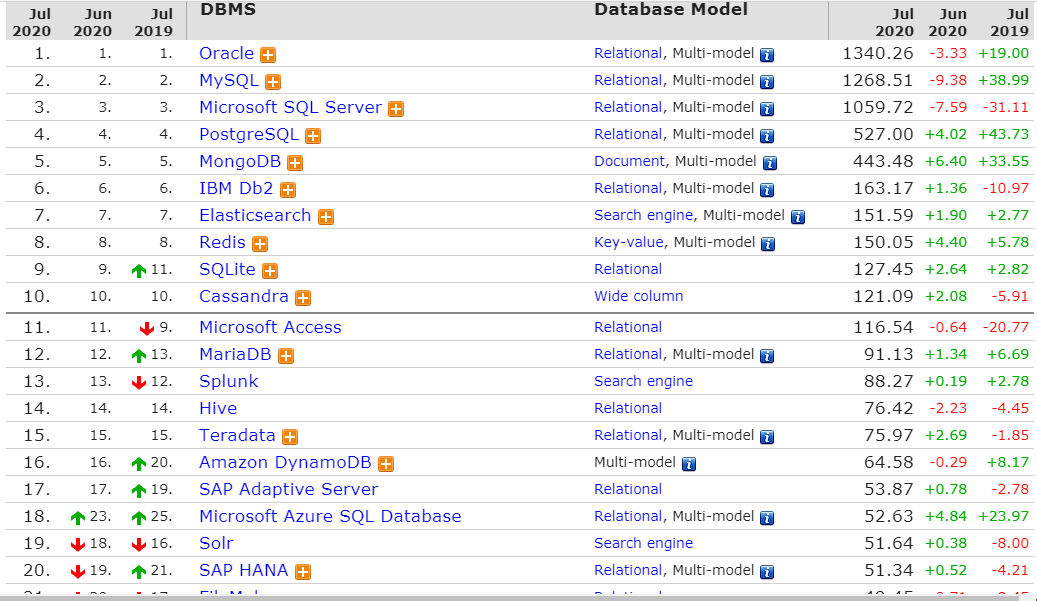 Jul Jun Jul DBMS Database Model Jul Jun Jul
2020 2020 2019 2020 2020 2019
1. 1. 1. Oracle Relational, Multi-model 1340.26 -3.33 +19.00
2. 2. 2. MySQL Relational, Multi-model 1268.51 -9.38 +38.99
3. 3. 3. Microsoft SQL Server Relational, Multi-model 1059.72 -7.59 -31.11
4. 4. 4. PostgreSQL Relational, Multi-model 527.00 +4.02 +43.73
5. 5. 5. MongoDB Document, Multi-model 443.48 +6.40 +33.55
6. 6. 6. IBM Db2 Relational, Multi-model 163.17 +1.36 -10.97
7. 7. 7. Elasticsearch Search engine, Multi-model 151.59 +1.90 +2.77
8. 8. 8. Redis Key-value, Multi-model 150.05 +4.40 +5.78
9. 9. 11. SQLite Relational 127.45 +2.64 +2.82
10. 10. 10. Cassandra Wide column 121.09 +2.08 -5.91
11. 11. 9. Microsoft Access Relational 116.54 -0.64 -20.77
12. 12. 13. MariaDB Relational, Multi-model 91.13 +1.34 +6.69
13. 13. 12. Splunk Search engine 88.27 +0.19 +2.78
14. 14. 14. Hive Relational 76.42 -2.23 -4.45
15. 15. 15. Teradata Relational, Multi-model 75.97 +2.69 -1.85
16. 16. 20. Amazon DynamoDB Multi-model 64.58 -0.29 +8.17
17. 17. 19. SAP Adaptive Server Relational 53.87 +0.78 -2.78
18. 23. 25. Microsoft Azure SQL Database Relational, Multi-model 52.63 +4.84 +23.97
19. 18. 16. Solr Search engine 51.64 +0.38 -8.00
20. 19. 21. SAP HANA Relational, Multi-model 51.34 +0.52 -4.21